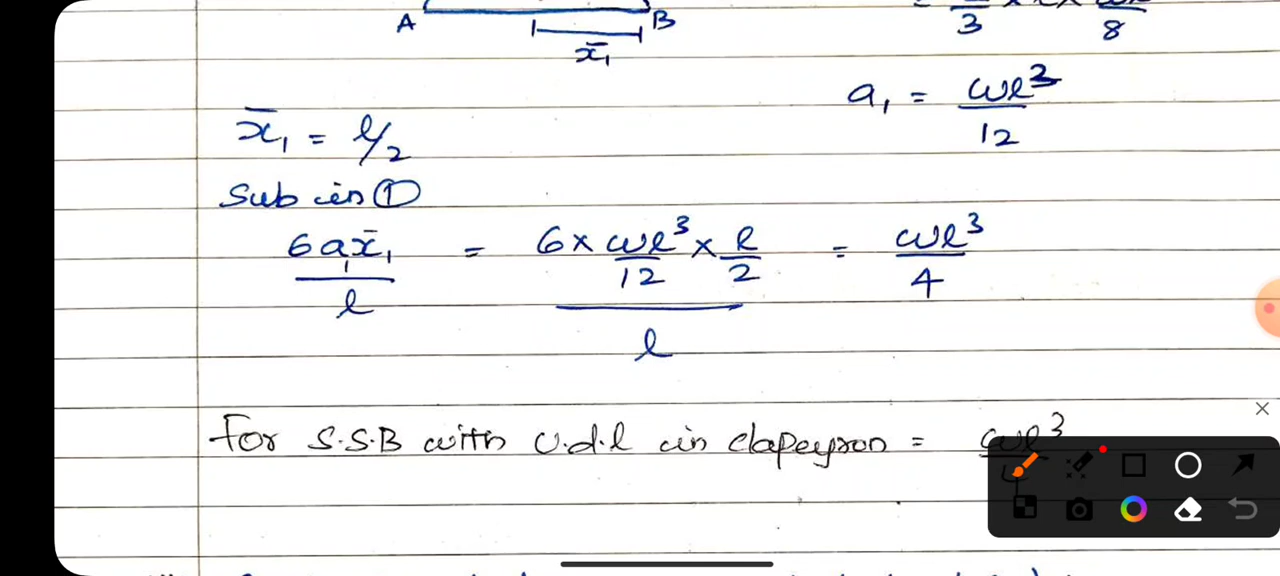 A B
x̄₁
3 8
a₁ = wl³/12
x̄₁ = l/2
Sub in ①
6a₁x̄₁/l = (6 × wl³/12 × l/2)/l = wl³/4
For S.S.B with U.d.l in clapeyron = wl³/4